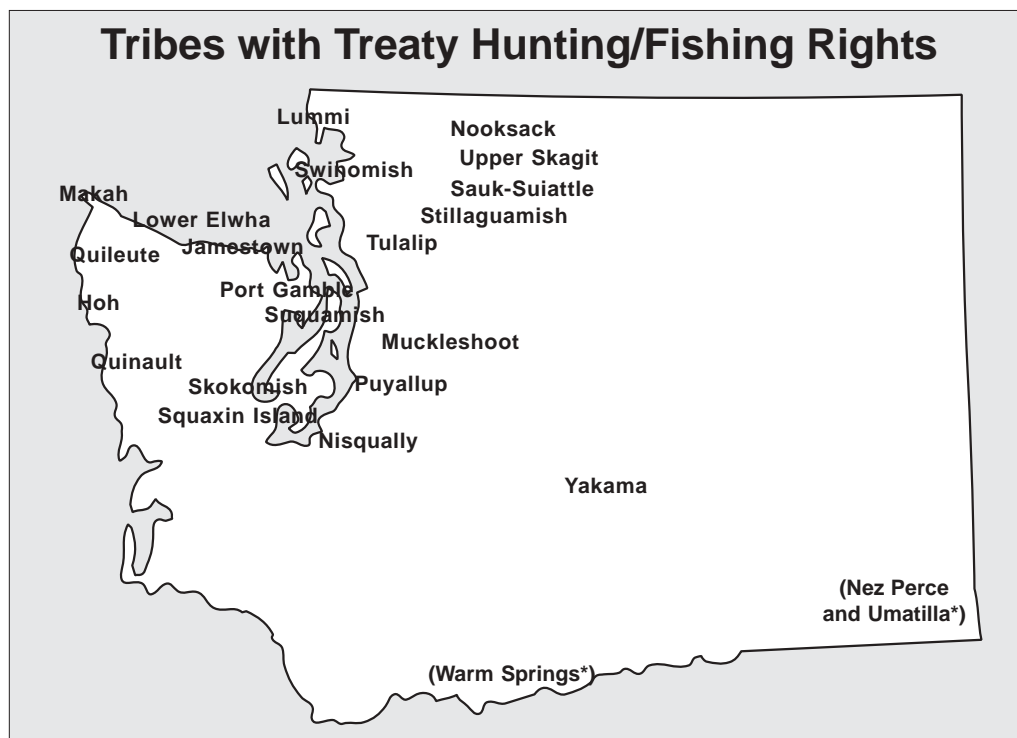 Tribes with Treaty Hunting/Fishing Rights
Lummi
Nooksack
Upper Skagit
Swinomish
Sauk-Suiattle
Makah
Stillaguamish
Lower Elwha
Tulalip
Jamestown
Quileute
Port Gamble
Hoh
Suquamish
Muckleshoot
Quinault
Puyallup
Skokomish
Squaxin Island
Nisqually
Yakama
(Nez Perce
and Umatilla*)
(Warm Springs*)